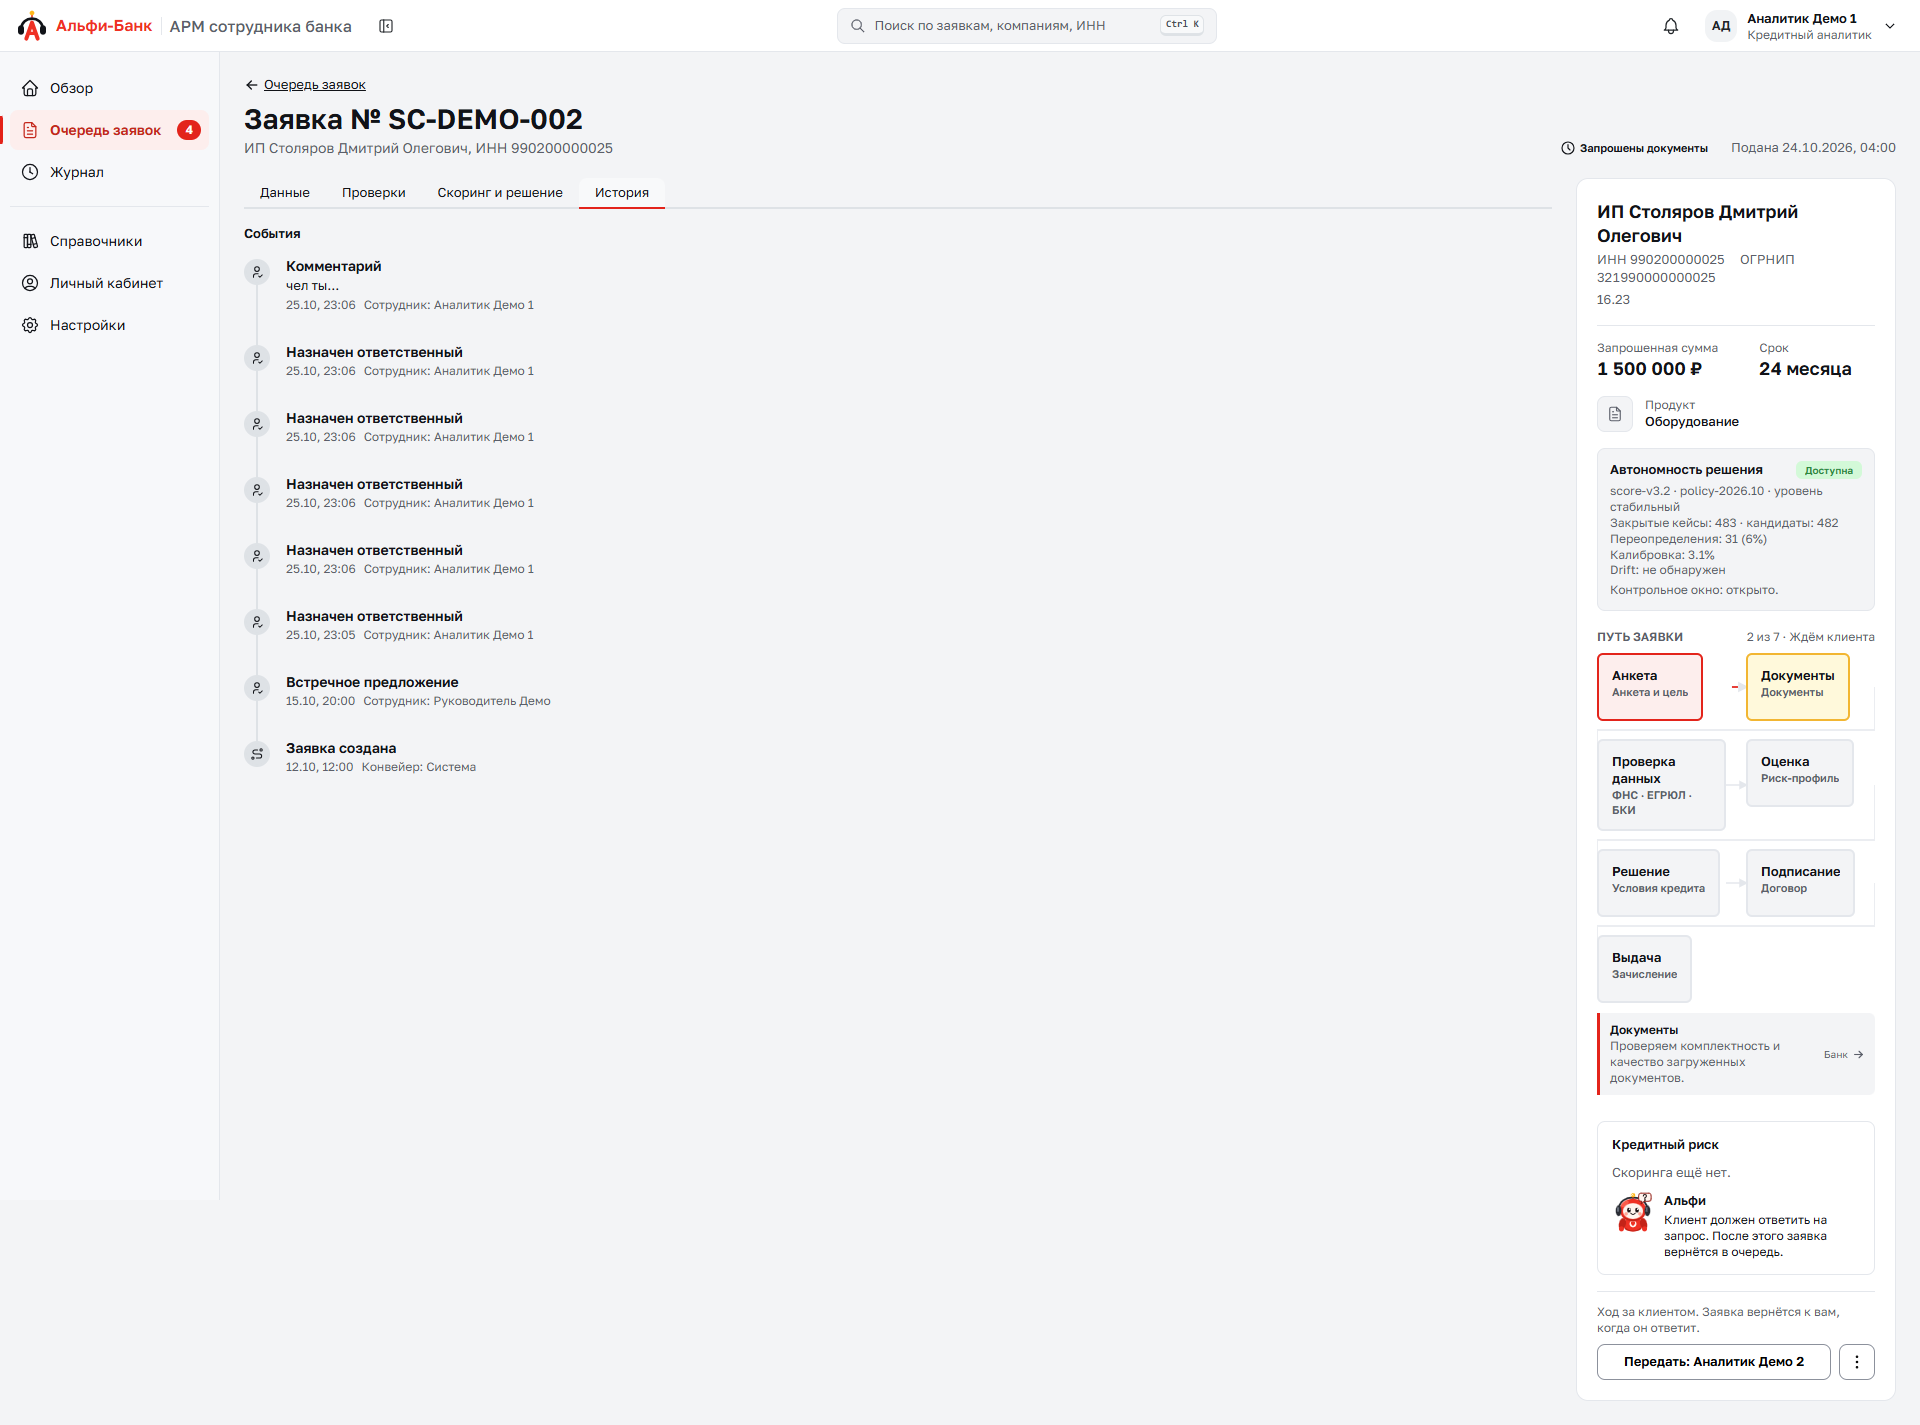 Альфи-Банк
АРМ сотрудника банка
Поиск по заявкам, компаниям, ИНН
Ctrl K
АД
Аналитик Демо 1
Кредитный аналитик
Обзор
Очередь заявок
4
Журнал
Справочники
Личный кабинет
Настройки
Очередь заявок
Заявка № SC-DEMO-002
ИП Столяров Дмитрий Олегович, ИНН 990200000025
Запрошены документы
Подана 24.10.2026, 04:00
Данные
Проверки
Скоринг и решение
История
События
Комментарий
чел ты...
25.10, 23:06 Сотрудник: Аналитик Демо 1
Назначен ответственный
25.10, 23:06 Сотрудник: Аналитик Демо 1
Назначен ответственный
25.10, 23:06 Сотрудник: Аналитик Демо 1
Назначен ответственный
25.10, 23:06 Сотрудник: Аналитик Демо 1
Назначен ответственный
25.10, 23:06 Сотрудник: Аналитик Демо 1
Назначен ответственный
25.10, 23:05 Сотрудник: Аналитик Демо 1
Встречное предложение
15.10, 20:00 Сотрудник: Руководитель Демо
Заявка создана
12.10, 12:00 Конвейер: Система
ИП Столяров Дмитрий
Олегович
ИНН 990200000025 ОГРНИП
321990000000025
16.23
Запрошенная сумма
1 500 000 ₽
Срок
24 месяца
Продукт
Оборудование
Автономность решения
Доступна
score-v3.2 · policy-2026.10 · уровень
стабильный
Закрытые кейсы: 483 · кандидаты: 482
Переопределения: 31 (6%)
Калибровка: 3.1%
Drift: не обнаружен
Контрольное окно: открыто.
ПУТЬ ЗАЯВКИ
2 из 7 · Ждём клиента
Анкета
Анкета и цель
Документы
Документы
Проверка
данных
ФНС · ЕГРЮЛ ·
БКИ
Оценка
Риск-профиль
Решение
Условия кредита
Подписание
Договор
Выдача
Зачисление
Документы
Проверяем комплектность и
качество загруженных
документов.
Банк →
Кредитный риск
Скоринга ещё нет.
Альфи
Клиент должен ответить на
запрос. После этого заявка
вернётся в очередь.
Ход за клиентом. Заявка вернётся к вам,
когда он ответит.
Передать: Аналитик Демо 2